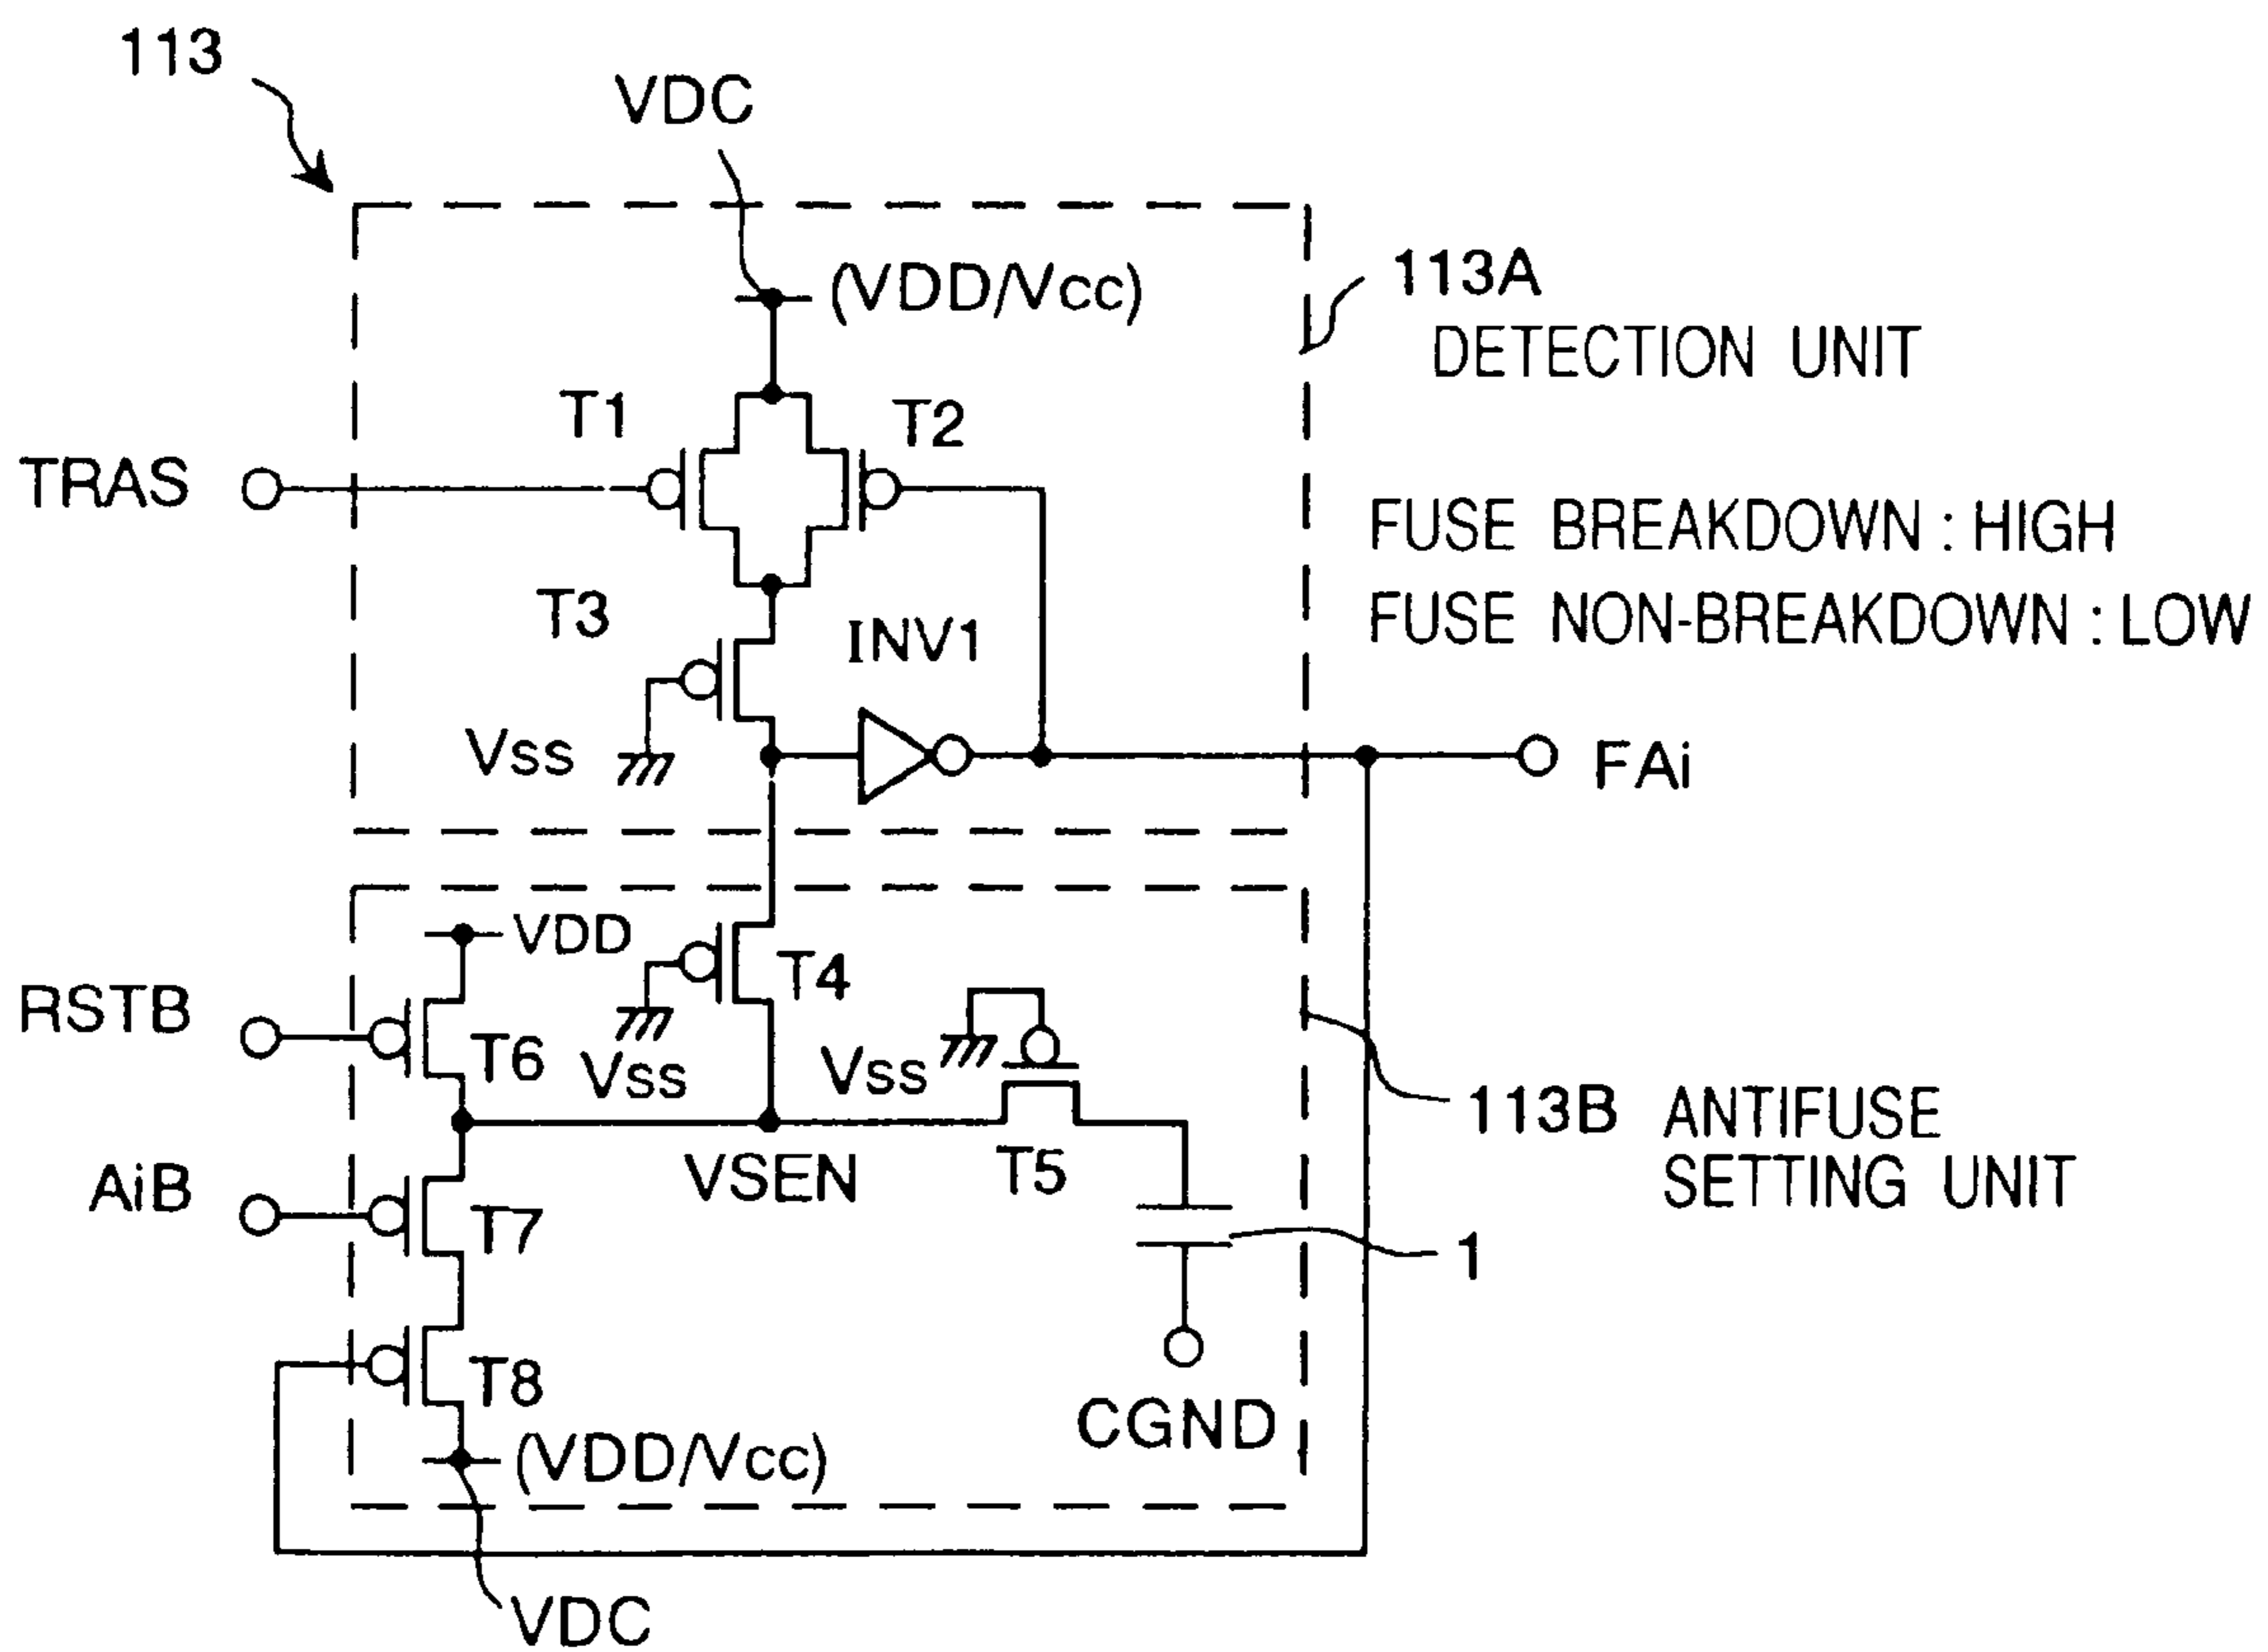 113
VDC
(VDD/Vcc)
113A
DETECTION UNIT
T1
T2
TRAS
FUSE BREAKDOWN : HIGH
FUSE NON-BREAKDOWN : LOW
T3
INV1
Vss
FAi
VDD
T4
RSTB
T6
Vss
Vss
113B ANTIFUSE
SETTING UNIT
AiB
T7
VSEN
T5
1
T8
CGND
(VDD/Vcc)
VDC